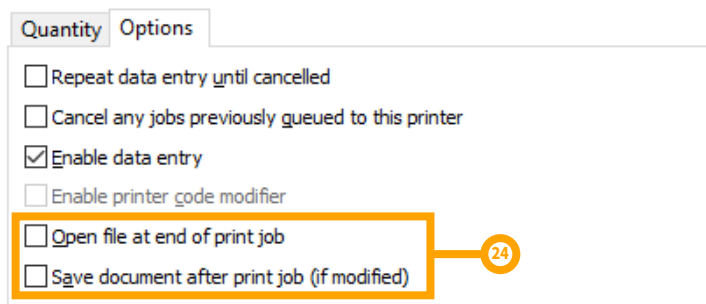 Quantity Options
Repeat data entry until cancelled
Cancel any jobs previously queued to this printer
Enable data entry
Enable printer code modifier
Open file at end of print job
24
Save document after print job (if modified)